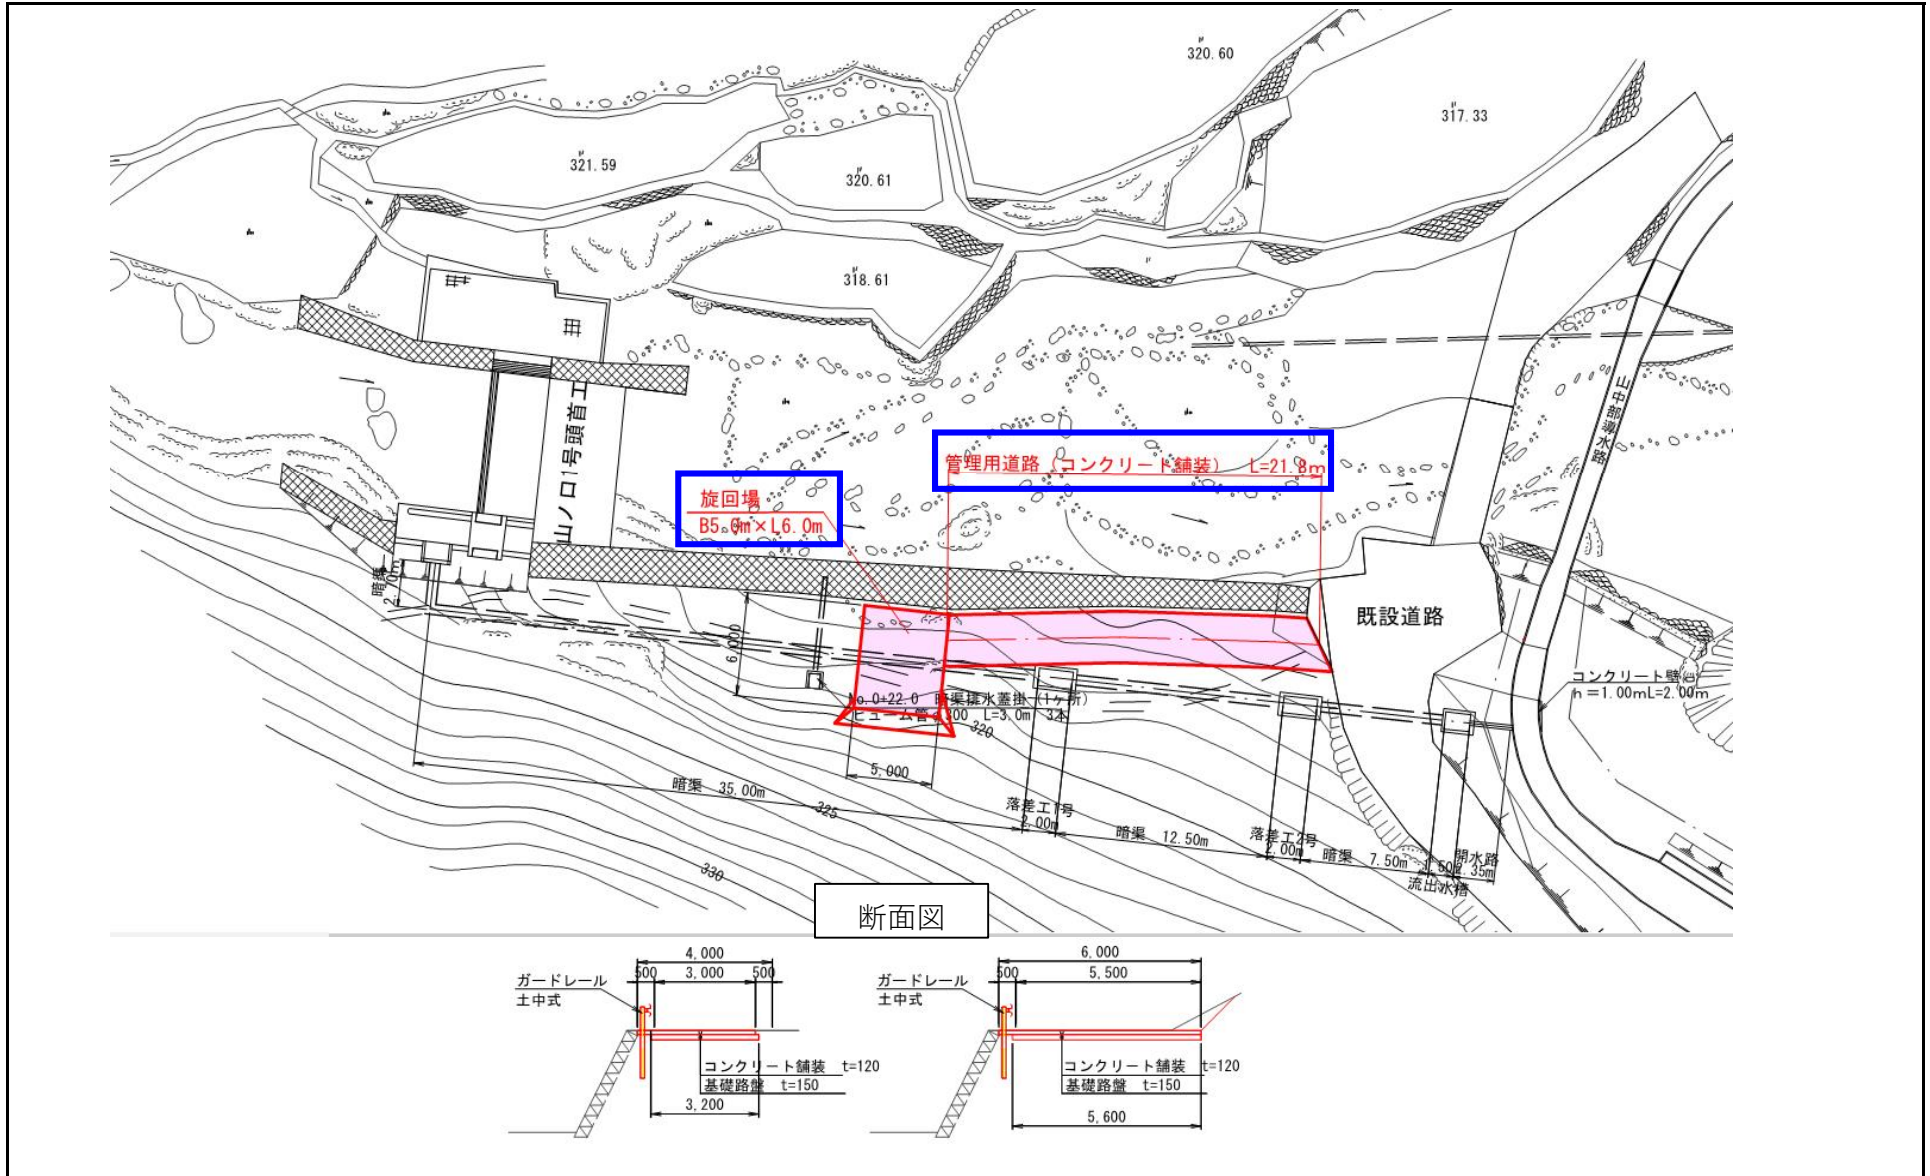 320.60
317.33
321.59
320.61
318.61
山中部導水路
山ノ口1号頭首工
管理用道路（コンクリート舗装） L=21.8m
旋回場
B5.0m×L6.0m
暗渠
2.00m
既設道路
6,000
コンクリート壁
h=1.00mL=2.00m
No.0+22.0 暗渠排水蓋掛（1ヶ所）
ヒューム管φ300 L=3.0m 3本
320
5,000
暗渠 35.00m
325
落差工1号
2.00m
暗渠 12.50m
落差工2号
2.00m
暗渠 7.50m
1.50
開水路
2.35m
流出水槽
330
断面図
4,000
500 3,000 500
ガードレール
土中式
コンクリート舗装 t=120
基礎路盤 t=150
3,200
6,000
500 5,500
ガードレール
土中式
コンクリート舗装 t=120
基礎路盤 t=150
5,600